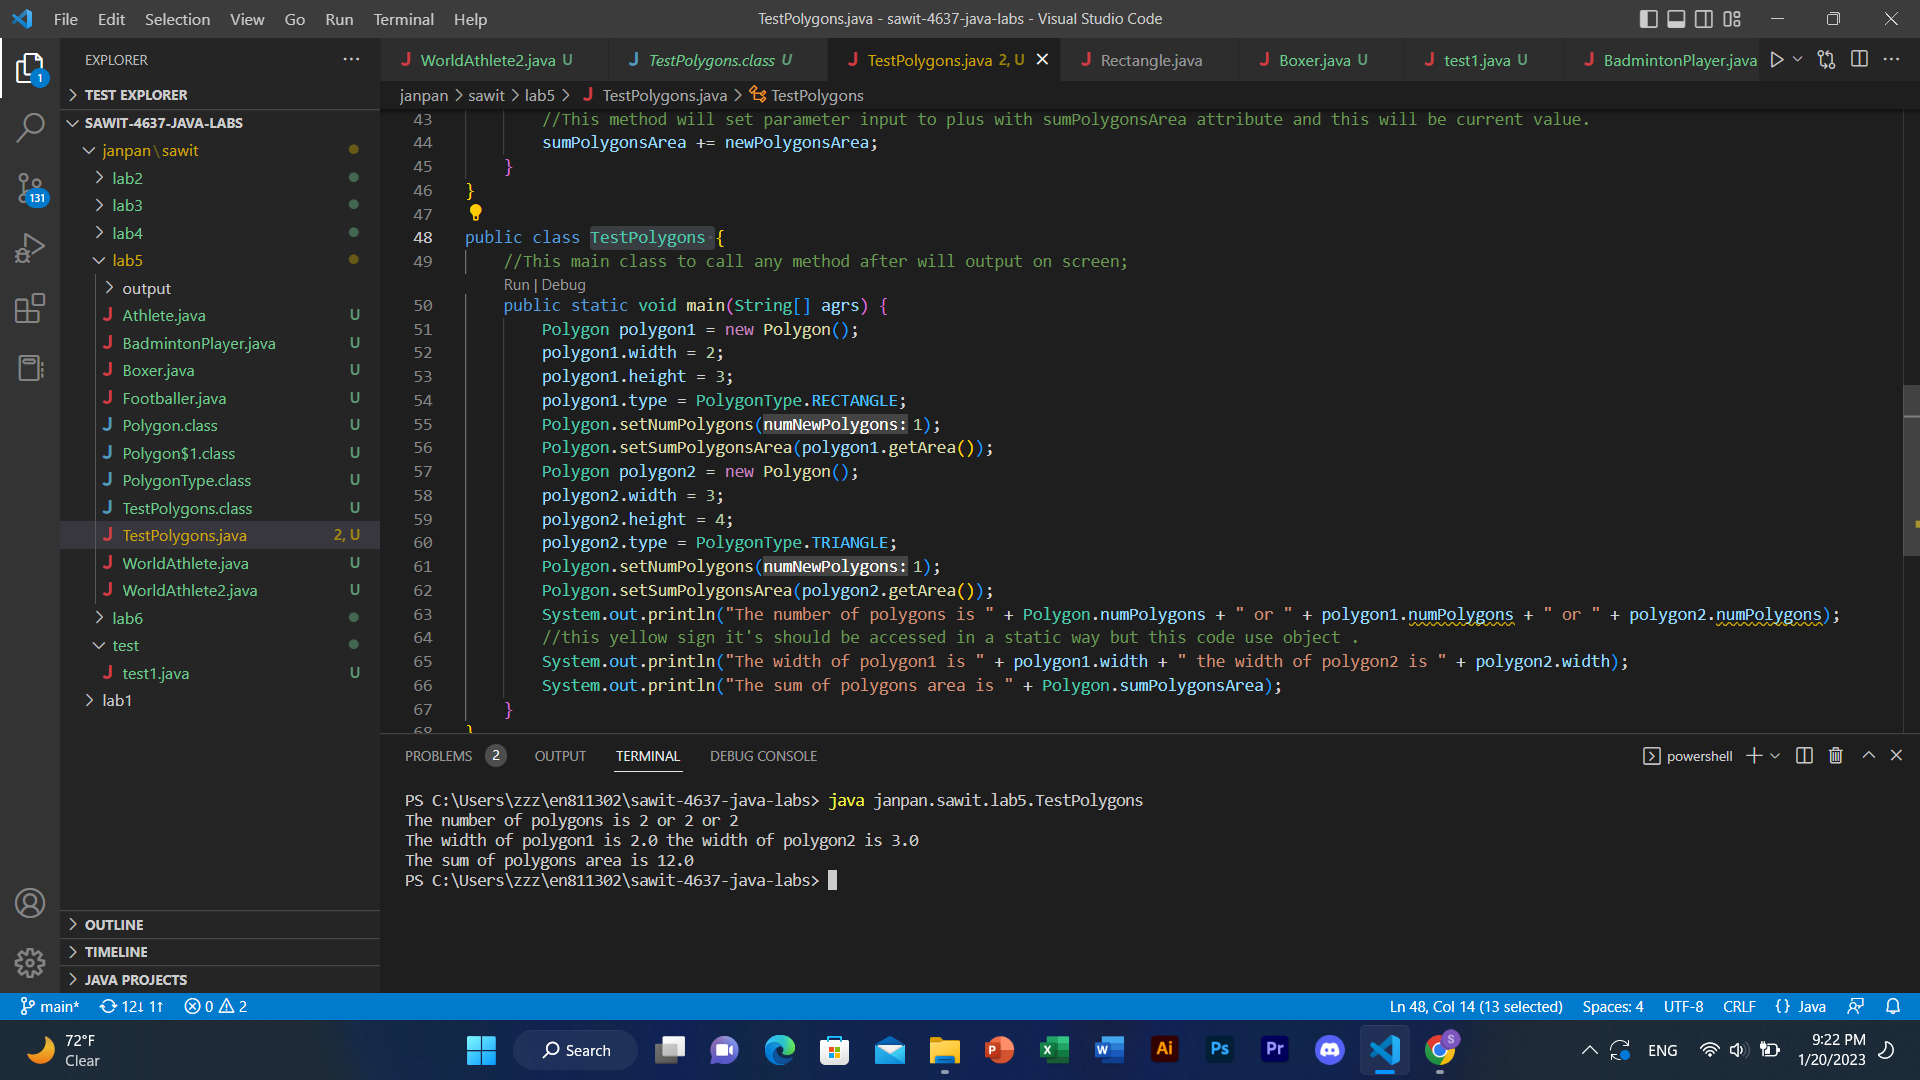 File Edit Selection View Go Run Terminal Help
TestPolygons.java - sawit-4637-java-labs - Visual Studio Code
EXPLORER
WorldAthlete2.java U
TestPolygons.class U
TestPolygons.java 2, U
Rectangle.java
Boxer.java U
test1.java U
BadmintonPlayer.java
1
TEST EXPLORER
janpan > sawit > lab5 > TestPolygons.java > TestPolygons
SAWIT-4637-JAVA-LABS
janpan\sawit
lab2
lab3
131
lab4
lab5
output
Athlete.java U
BadmintonPlayer.java U
Boxer.java U
Footballer.java U
Polygon.class U
Polygon$1.class U
PolygonType.class U
TestPolygons.class U
TestPolygons.java 2, U
WorldAthlete.java U
WorldAthlete2.java U
lab6
test
test1.java U
lab1
OUTLINE
TIMELINE
JAVA PROJECTS
43 //This method will set parameter input to plus with sumPolygonsArea attribute and this will be current value.
44 sumPolygonsArea += newPolygonsArea;
45 }
46 }
47
48 public class TestPolygons {
49 //This main class to call any method after will output on screen;
Run | Debug
50 public static void main(String[] agrs) {
51 Polygon polygon1 = new Polygon();
52 polygon1.width = 2;
53 polygon1.height = 3;
54 polygon1.type = PolygonType.RECTANGLE;
55 Polygon.setNumPolygons(numNewPolygons: 1);
56 Polygon.setSumPolygonsArea(polygon1.getArea());
57 Polygon polygon2 = new Polygon();
58 polygon2.width = 3;
59 polygon2.height = 4;
60 polygon2.type = PolygonType.TRIANGLE;
61 Polygon.setNumPolygons(numNewPolygons: 1);
62 Polygon.setSumPolygonsArea(polygon2.getArea());
63 System.out.println("The number of polygons is " + Polygon.numPolygons + " or " + polygon1.numPolygons + " or " + polygon2.numPolygons);
64 //this yellow sign it's should be accessed in a static way but this code use object .
65 System.out.println("The width of polygon1 is " + polygon1.width + " the width of polygon2 is " + polygon2.width);
66 System.out.println("The sum of polygons area is " + Polygon.sumPolygonsArea);
67 }
68 }
PROBLEMS 2 OUTPUT TERMINAL DEBUG CONSOLE
powershell
PS C:\Users\zzz\en811302\sawit-4637-java-labs> java janpan.sawit.lab5.TestPolygons
The number of polygons is 2 or 2 or 2
The width of polygon1 is 2.0 the width of polygon2 is 3.0
The sum of polygons area is 12.0
PS C:\Users\zzz\en811302\sawit-4637-java-labs>
main* 12↓ 1↑ 0 2
Ln 48, Col 14 (13 selected) Spaces: 4 UTF-8 CRLF {} Java
72°F
Clear
Search
P X W Ai Ps Pr S
ENG
9:22 PM
1/20/2023